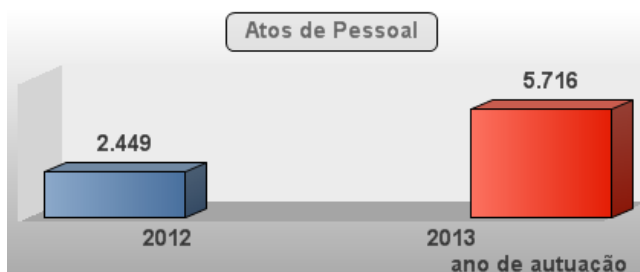 Atos de Pessoal
5.716
2.449
2012 2013
ano de autuação